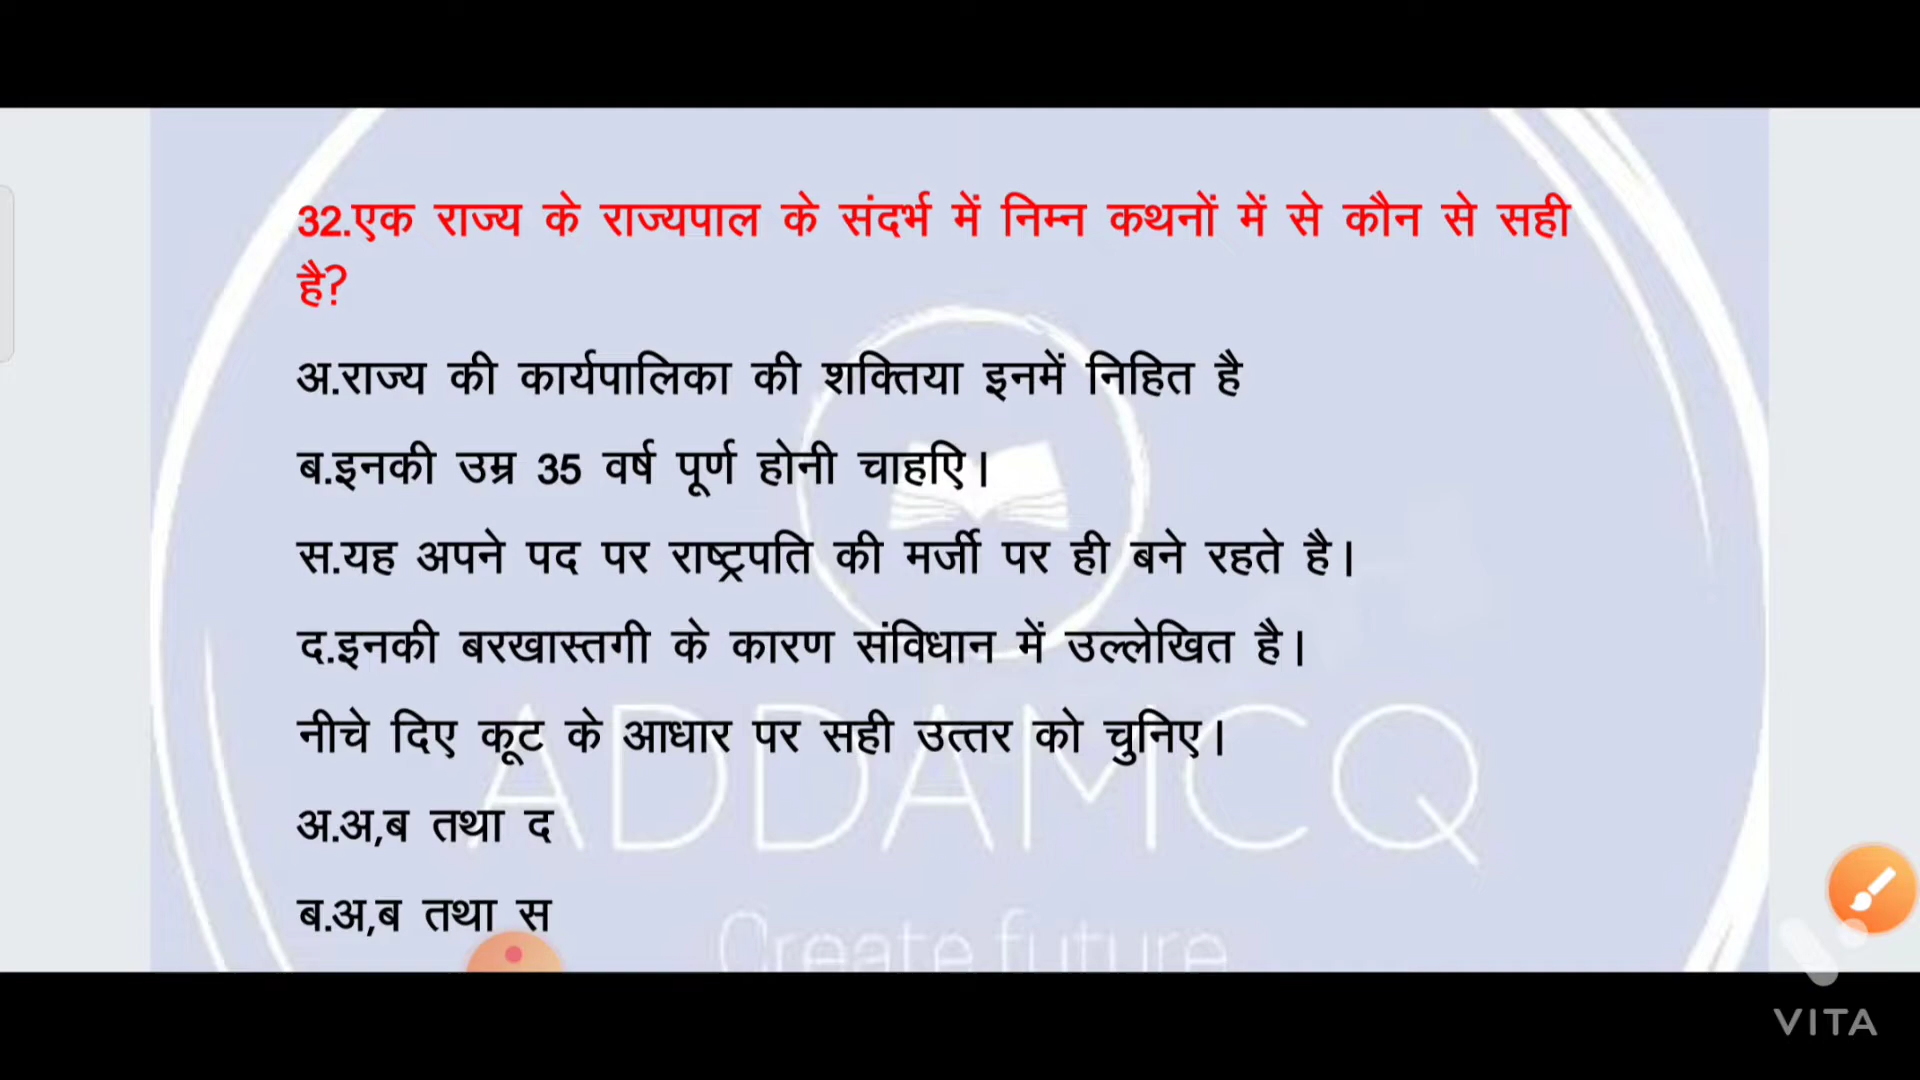 32.एक राज्य के राज्यपाल के संदर्भ में निम्न कथनों में से कौन से सही
है?
अ.राज्य की कार्यपालिका की शक्तिया इनमें निहित है
ब.इनकी उम्र 35 वर्ष पूर्ण होनी चाहएि।
स.यह अपने पद पर राष्ट्रपति की मर्जी पर ही बने रहते है।
द.इनकी बरखास्तगी के कारण संविधान में उल्लेखित है।
नीचे दिए कूट के आधार पर सही उत्तर को चुनिए।
अ.अ,ब तथा द
ADDAMCQ
ब.अ,ब तथा स
Create future
VITA